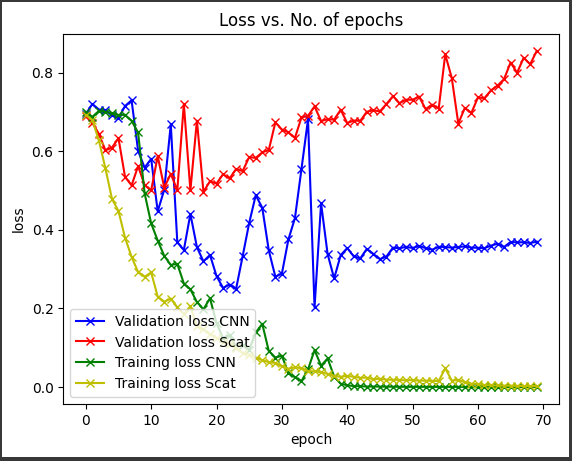 Loss vs. No. of epochs
loss
0.8
0.6
0.4
0.2
0.0
Validation loss CNN
Validation loss Scat
Training loss CNN
Training loss Scat
0 10 20 30 40 50 60 70
epoch